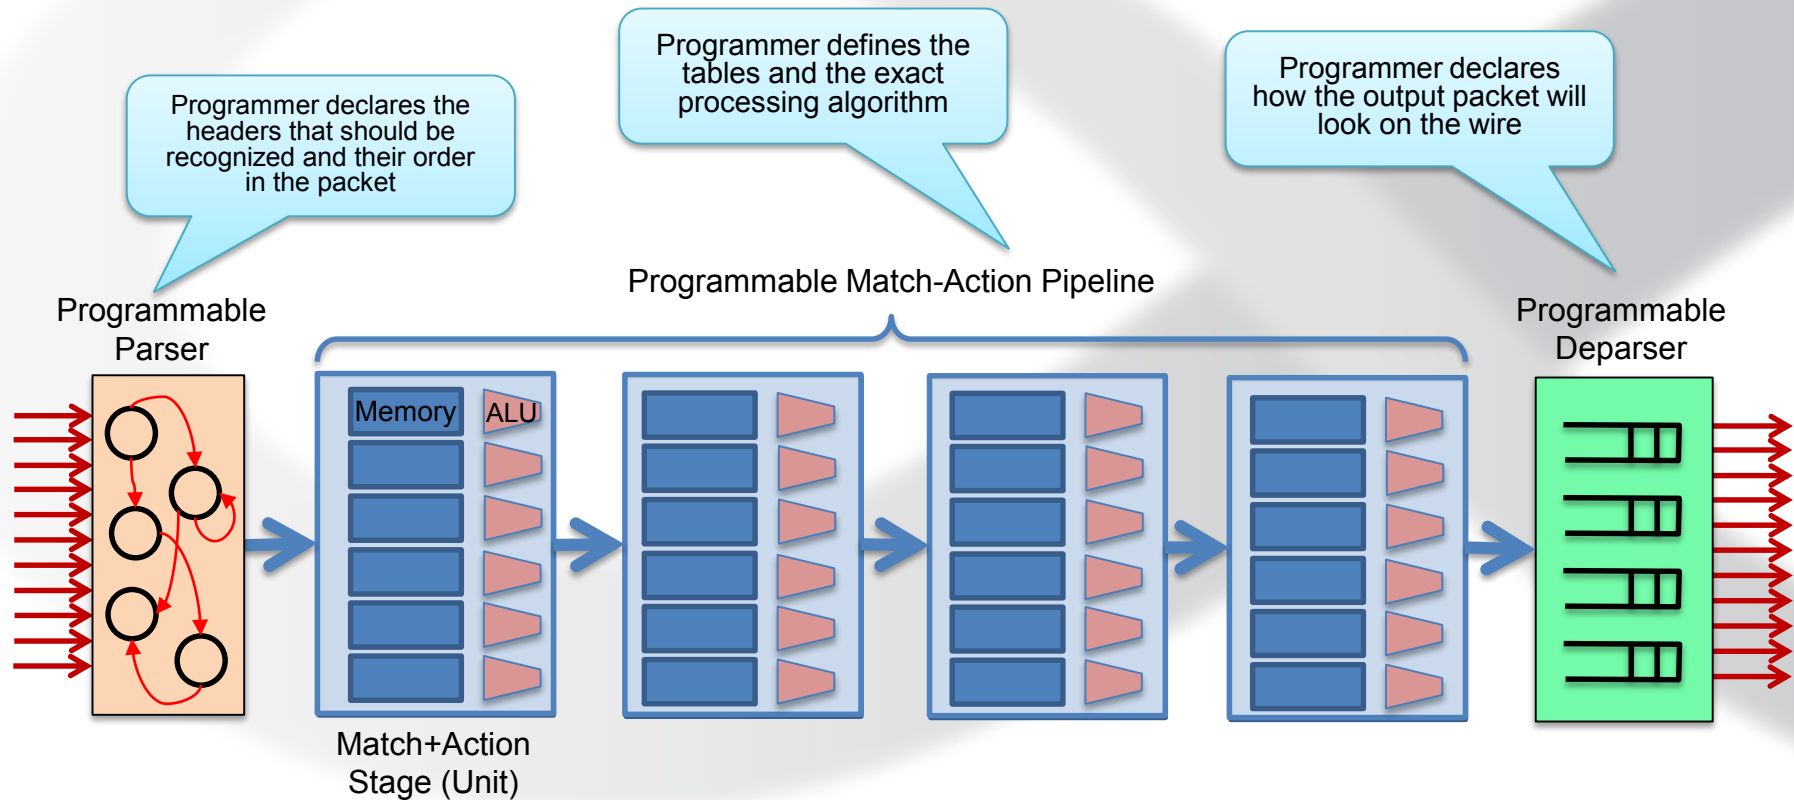 Programmer declares the
headers that should be
recognized and their order
in the packet
Programmer defines the
tables and the exact
processing algorithm
Programmer declares
how the output packet will
look on the wire
Programmable Match-Action Pipeline
Programmable
Parser
Programmable
Deparser
Memory
ALU
Match+Action
Stage (Unit)